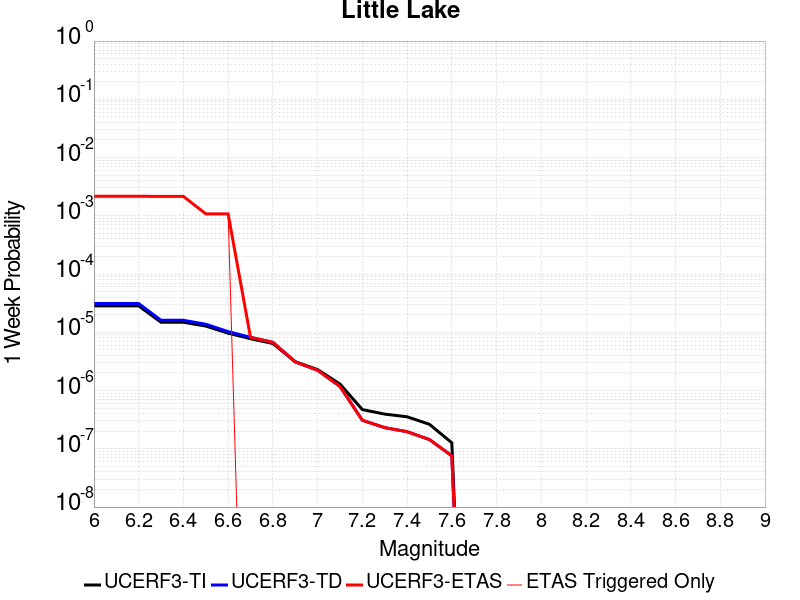 Little Lake
10^0
10^-1
10^-2
10^-3
10^-4
10^-5
10^-6
10^-7
10^-8
1 Week Probability
6 6.2 6.4 6.6 6.8 7 7.2 7.4 7.6 7.8 8 8.2 8.4 8.6 8.8 9
Magnitude
UCERF3-TI UCERF3-TD UCERF3-ETAS ETAS Triggered Only